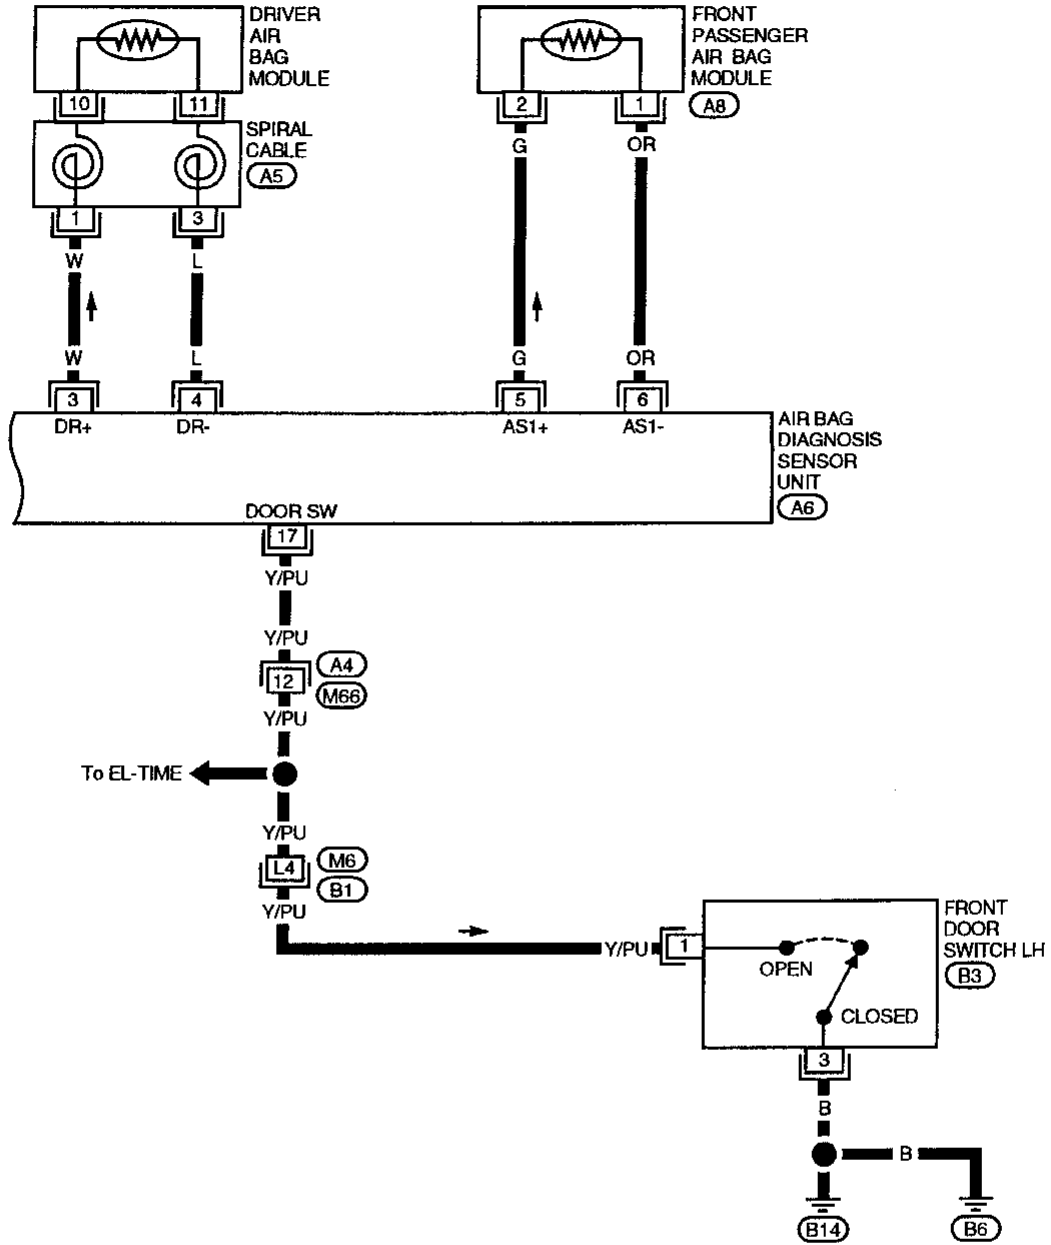 DRIVER
AIR
BAG
MODULE
FRONT
PASSENGER
AIR BAG
MODULE
A8
10
11
2
1
SPIRAL
CABLE
A5
G
OR
1
3
W
L
W
L
G
OR
3
4
5
6
DR+
DR-
AS1+
AS1-
AIR BAG
DIAGNOSIS
SENSOR
UNIT
A6
DOOR SW
17
Y/PU
Y/PU
12
A4
M66
Y/PU
To EL-TIME
Y/PU
L4
M6
B1
Y/PU
Y/PU
1
OPEN
CLOSED
FRONT
DOOR
SWITCH LH
B3
3
B
B
B14
B6